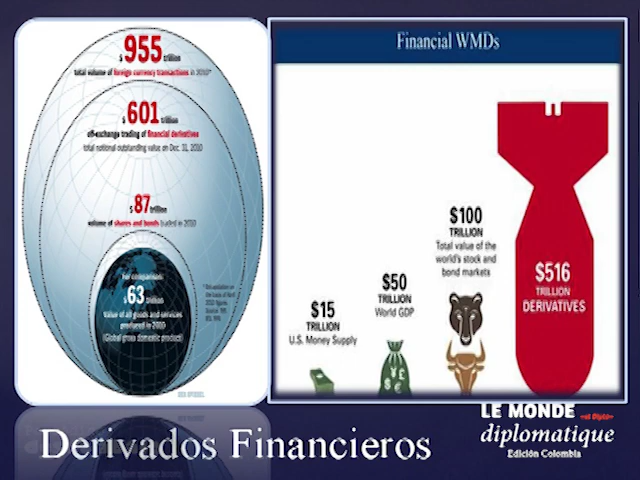 $ 955 trillion
total volume of foreign currency transactions in 2010*
$ 601 trillion
off-exchange trading of financial derivatives
total notional outstanding value on Dec. 31, 2010
$ 87 trillion
volume of shares and bonds traded in 2010
For comparison:
$ 63 trillion
Value of all goods and services
produced in 2010
(Global gross domestic product)
DER SPIEGEL
Financial WMDs
$15
TRILLION
U.S. Money Supply
$50
TRILLION
World GDP
$100
TRILLION
Total value of the
world's stock and
bond markets
$516
TRILLION
DERIVATIVES
Derivados Financieros
LE MONDE «el Dipló»
diplomatique
Edición Colombia